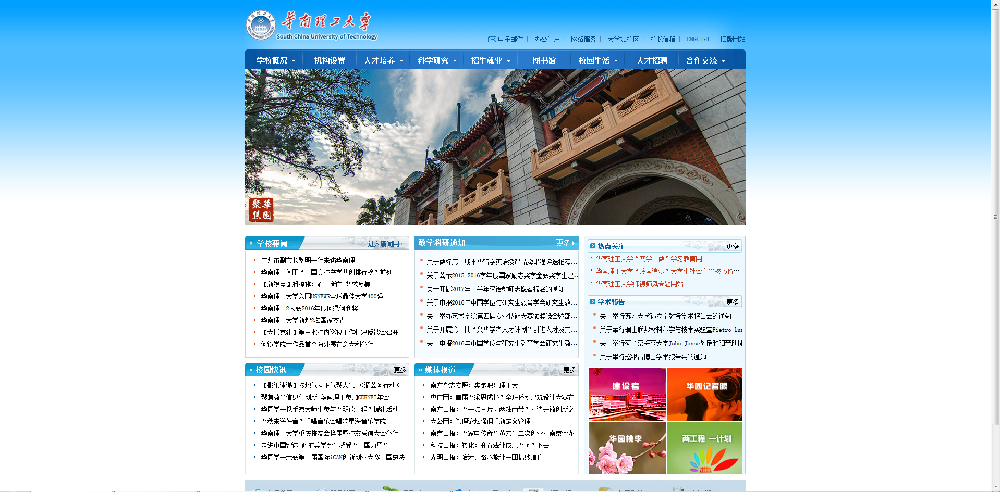 華南理工大学
South China University of Technology
电子邮件 | 办公门户 | 网络服务 | 大学城校区 | 校长信箱 | ENGLISH | 旧版网站
学校概况 机构设置 人才培养 科学研究 招生就业 图书馆 校园生活 人才招聘 合作交流
聚焦
華園
学校要闻
进入新闻网»
广州市副市长黎明一行来访华南理工
华南理工入围“中国高校产学共创排行榜”前列
【新视点】潘梓祺：心之所向 务求尽美
华南理工大学入围USNEWS全球最佳大学400强
华南理工2人获2016年度何梁何利奖
华南理工大学新增2名国家杰青
【大抓党建】第三批校内巡视工作情况反馈会召开
何镜堂院士作品首个海外展在意大利举行
教学科研通知
更多
关于做好第二期来华留学英语授课品牌课程评选推荐...
关于公示2015-2016学年度国家励志奖学金获奖学生建..
关于开展2017年上半年汉语教师志愿者报名的通知
关于申报2016年中国学位与研究生教育学会研究生教...
关于举办艺术学院第四届专业技能大赛颁奖晚会暨部...
关于开展第一批“兴华学者人才计划”引进人才及其...
关于申报2016年中国学位与研究生教育学会研究生教...
热点关注
更多
华南理工大学“两学一做”学习教育网
华南理工大学“岭南追梦”大学生社会主义核心价...
华南理工大学师德师风专题网站
学术预告
更多
关于举行苏州大学孙立宁教授学术报告会的通知
关于举行瑞士联邦材料科学与技术实验室Pietro Lu
关于举行荷兰奈梅亨大学John Janse教授和阳芳助理
关于举行赵银昌博士学术报告会的通知
建设者
华园记者眼
华园桃李
两工程 一计划
校园快讯
更多
【影讯速递】接地气扬正气聚人气 《湄公河行动》...
聚焦教育信息化创新 华南理工参加CERNET年会
华园学子携手港大师生参与“明德工程”援建活动
“秋来送好音”重唱音乐会唱响星海音乐学院
华南理工大学重庆校友会换届暨校友联谊大会举行
走进中国智造 政府奖学金生感受“中国力量”
华园学子荣获第十届国际iCAN创新创业大赛中国总决.
媒体报道
更多
南方杂志专题：奔跑吧！理工大
央广网：首届“梁思成杯”全球侨乡建筑设计大赛在.
南方日报：“一城三片、两轴两带”打造开放创新之.
大公网：管理论坛强调重新定义管理
南京日报：“家电传奇”黄宏生二次创业，南京金龙.
科技日报：转化：变着法让成果“沉”下去
光明日报：治污之路不能让一团棉纱堵住